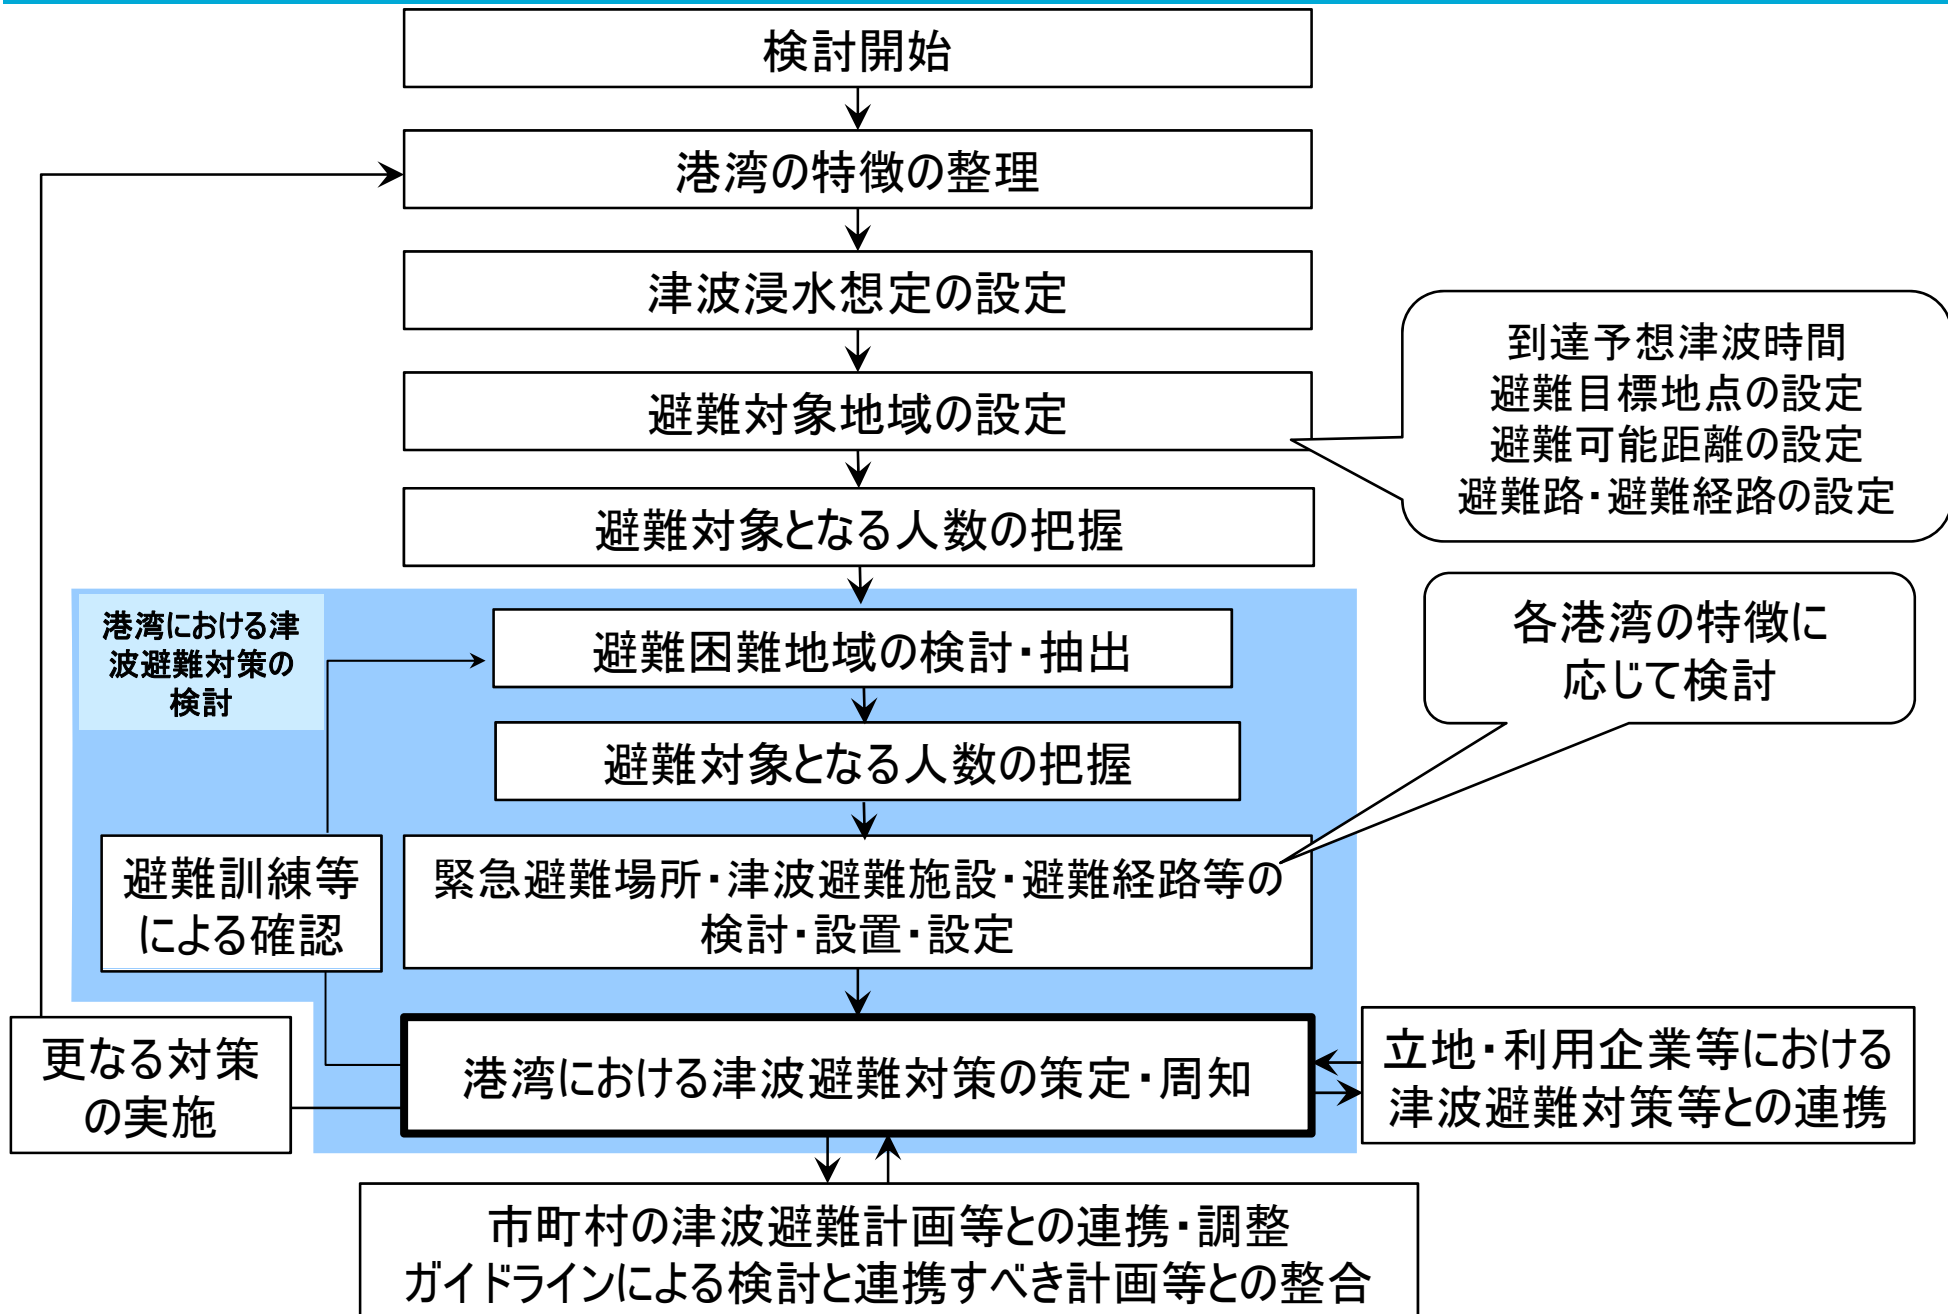 検討開始
港湾の特徴の整理
津波浸水想定の設定
避難対象地域の設定
到達予想津波時間
避難目標地点の設定
避難可能距離の設定
避難路・避難経路の設定
避難対象となる人数の把握
港湾における津
波避難対策の
検討
避難困難地域の検討・抽出
各港湾の特徴に
応じて検討
避難対象となる人数の把握
避難訓練等
による確認
緊急避難場所・津波避難施設・避難経路等の
検討・設置・設定
更なる対策
の実施
港湾における津波避難対策の策定・周知
立地・利用企業等における
津波避難対策等との連携
市町村の津波避難計画等との連携・調整
ガイドラインによる検討と連携すべき計画等との整合